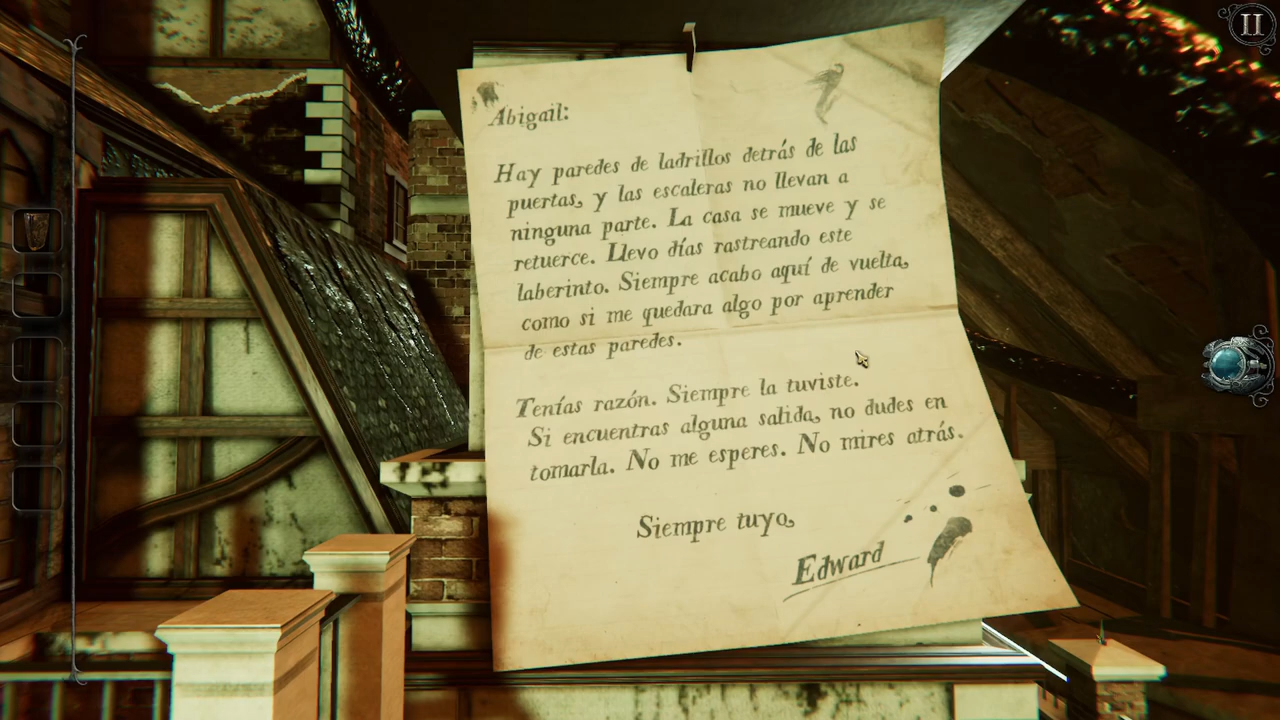 Abigail:
Hay paredes de ladrillos detrás de las
puertas, y las escaleras no llevan a
ninguna parte. La casa se mueve y se
retuerce. Llevo días rastreando este
laberinto. Siempre acabo aquí de vuelta,
como si me quedara algo por aprender
de estas paredes.
Tenías razón. Siempre la tuviste.
Si encuentras alguna salida, no dudes en
tomarla. No me esperes. No mires atrás.
Siempre tuyo,
Edward